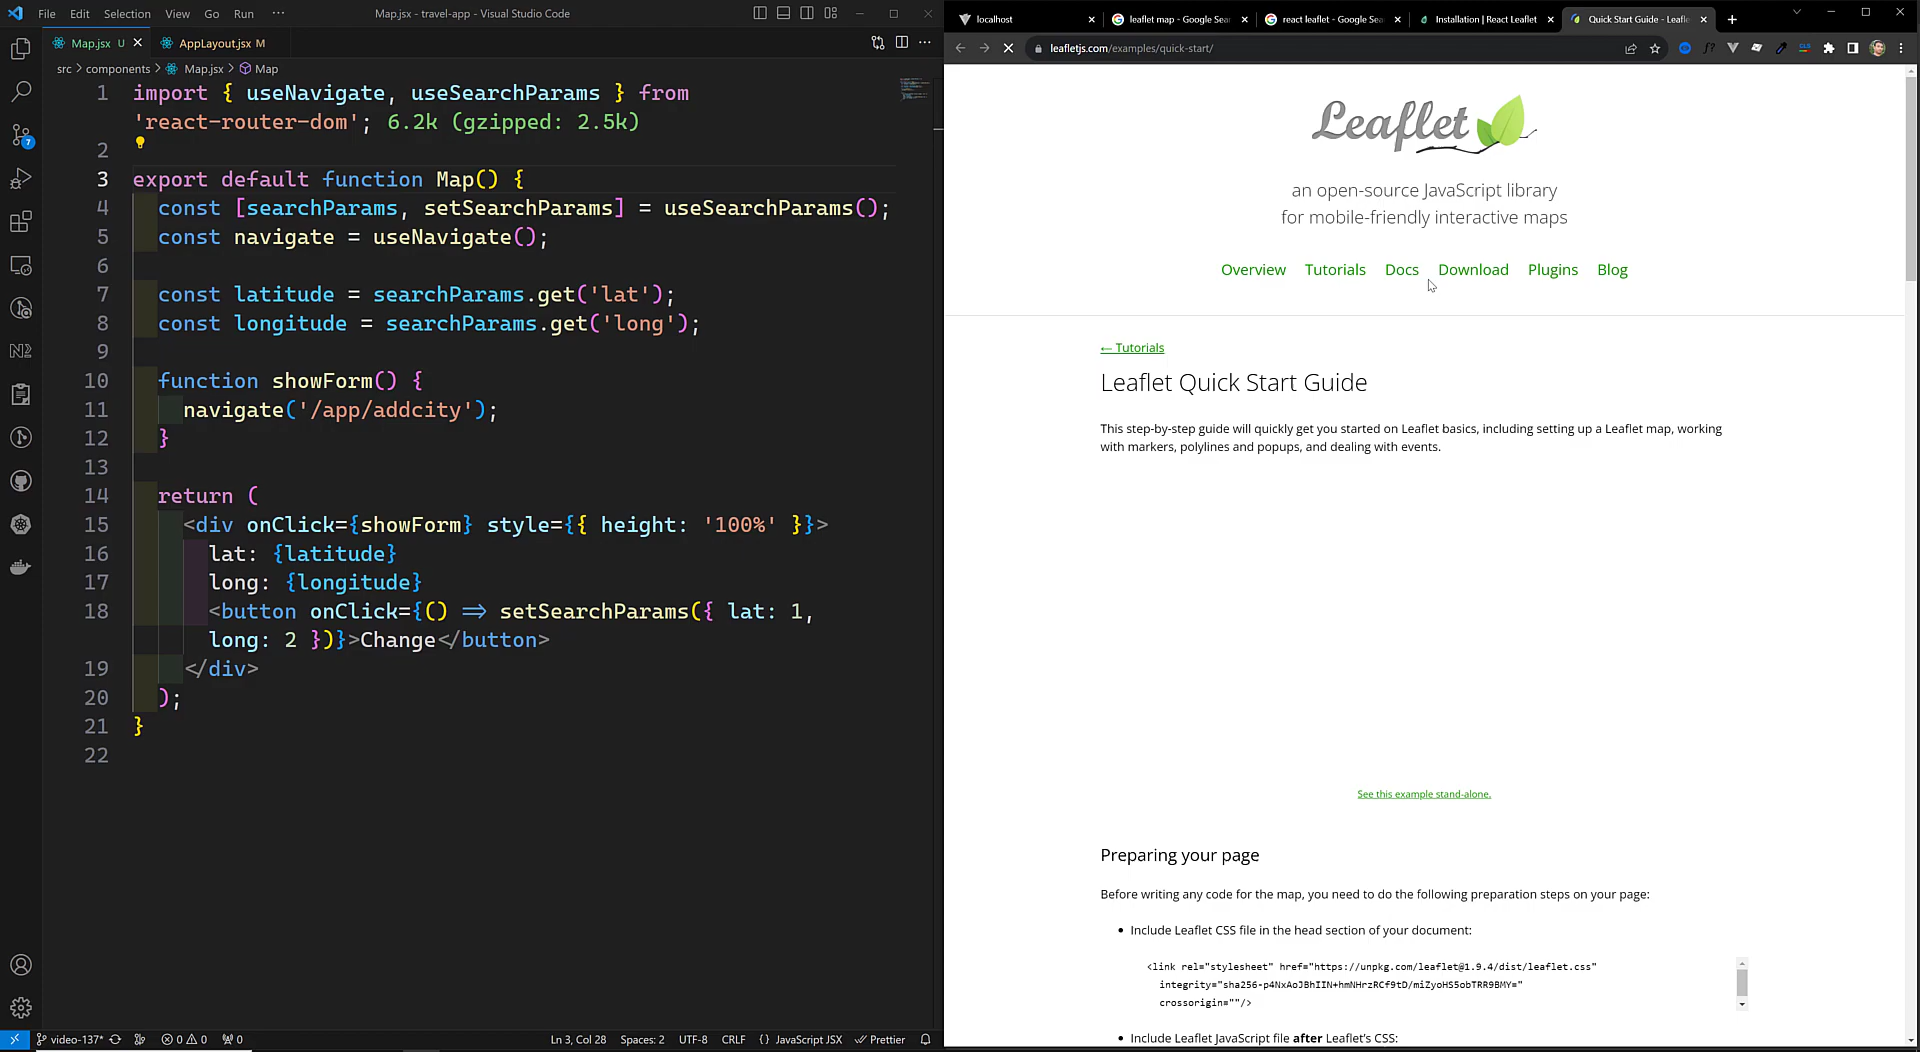 File Edit Selection View Go Run ···
Map.jsx - travel-app - Visual Studio Code
Map.jsx U
AppLayout.jsx M
src > components > Map.jsx > Map
1 import { useNavigate, useSearchParams } from
'react-router-dom'; 6.2k (gzipped: 2.5k)
2
3 export default function Map() {
4 const [searchParams, setSearchParams] = useSearchParams();
5 const navigate = useNavigate();
6
7 const latitude = searchParams.get('lat');
8 const longitude = searchParams.get('long');
9
10 function showForm() {
11 navigate('/app/addcity');
12 }
13
14 return (
15 <div onClick={showForm} style={{ height: '100%' }}>
16 lat: {latitude}
17 long: {longitude}
18 <button onClick={() => setSearchParams({ lat: 1,
long: 2 })}>Change</button>
19 </div>
20 );
21 }
22
7
video-137* 0 0 0
Ln 3, Col 28 Spaces: 2 UTF-8 CRLF {} JavaScript JSX Prettier
localhost
leaflet map - Google Sea
react leaflet - Google Sea
Installation | React Leaflet
Quick Start Guide - Leafle
leafletjs.com/examples/quick-start/
Leaflet
an open-source JavaScript library
for mobile-friendly interactive maps
Overview Tutorials Docs Download Plugins Blog
← Tutorials
Leaflet Quick Start Guide
This step-by-step guide will quickly get you started on Leaflet basics, including setting up a Leaflet map, working
with markers, polylines and popups, and dealing with events.
See this example stand-alone.
Preparing your page
Before writing any code for the map, you need to do the following preparation steps on your page:
• Include Leaflet CSS file in the head section of your document:
<link rel="stylesheet" href="https://unpkg.com/leaflet@1.9.4/dist/leaflet.css"
integrity="sha256-p4NxAoJBhIIN+hmNHrzRCf9tD/miZyoHS5obTRR9BMY="
crossorigin=""/>
• Include Leaflet JavaScript file after Leaflet's CSS: